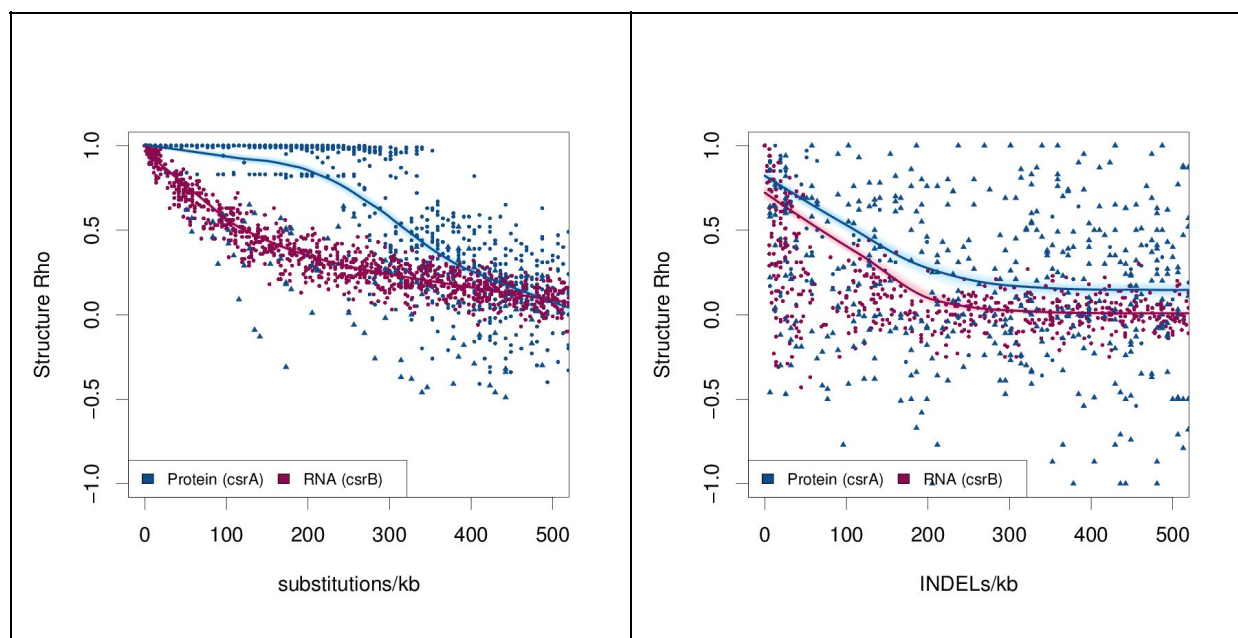 Structure Rho
1.0
0.5
0.0
−0.5
−1.0
Protein (csrA) RNA (csrB)
0 100 200 300 400 500
substitutions/kb
Structure Rho
1.0
0.5
0.0
−0.5
−1.0
Protein (csrA) RNA (csrB)
0 100 200 300 400 500
INDELs/kb